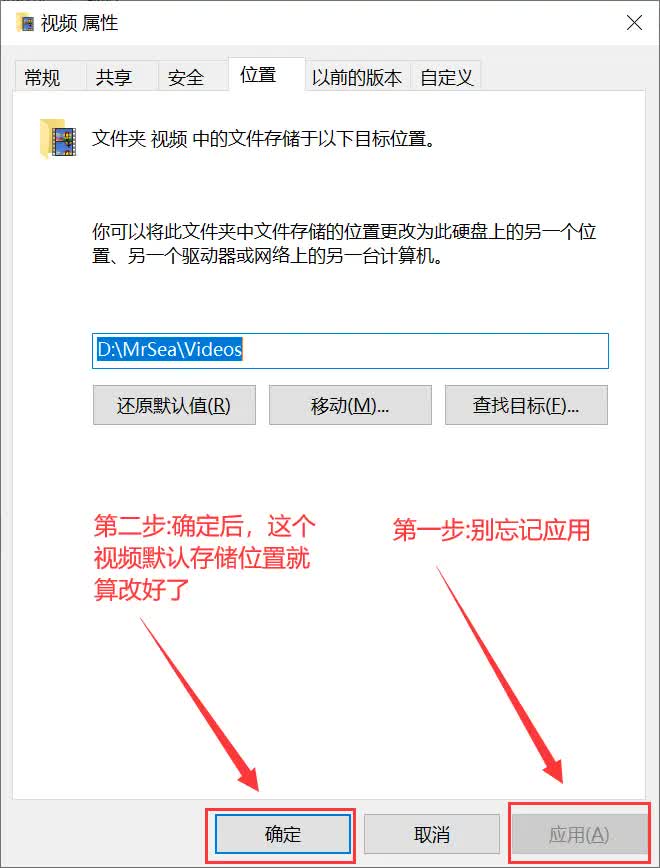 视频 属性
常规 共享 安全 位置 以前的版本 自定义
文件夹 视频 中的文件存储于以下目标位置。
你可以将此文件夹中文件存储的位置更改为此硬盘上的另一个位
置、另一个驱动器或网络上的另一台计算机。
D:\MrSea\Videos
还原默认值(R) 移动(M)... 查找目标(F)...
第二步:确定后，这个
视频默认存储位置就
算改好了
第一步:别忘记应用
确定 取消 应用(A)